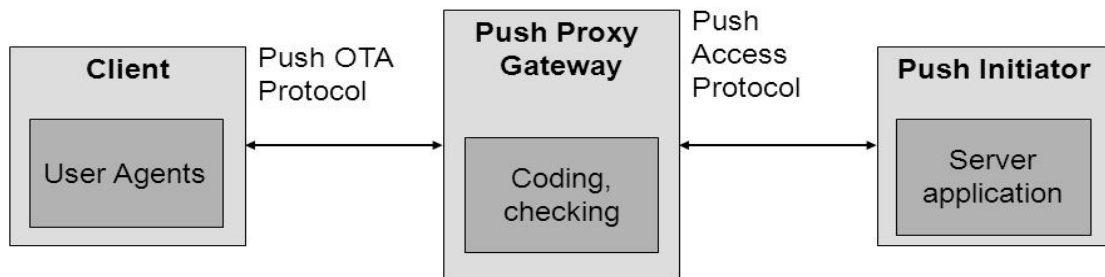 Client
User Agents
Push OTA
Protocol
Push Proxy
Gateway
Coding,
checking
Push
Access
Protocol
Push Initiator
Server
application